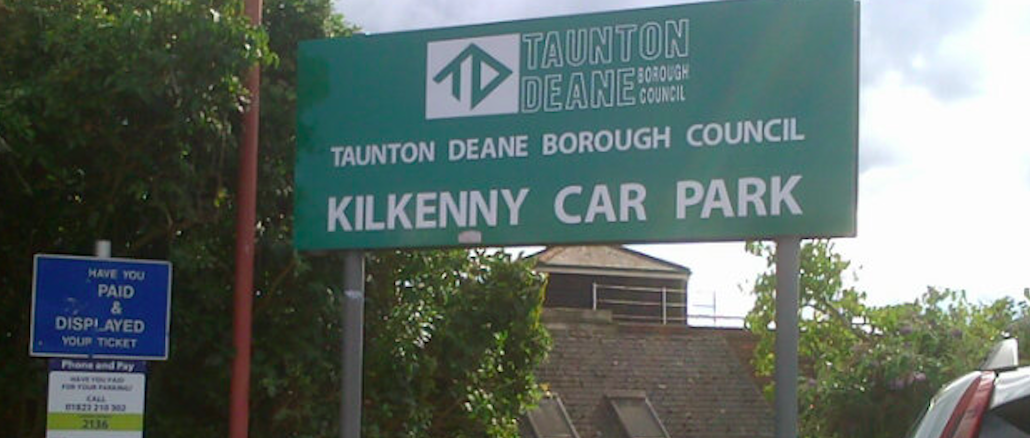 TD
TAUNTON
DEANE BOROUGH
COUNCIL
TAUNTON DEANE BOROUGH COUNCIL
KILKENNY CAR PARK
HAVE YOU
PAID
&
DISPLAYED
YOUR TICKET
Phone and Pay
HAVE YOU PAID
FOR YOUR PARKING?
CALL
01823 210 302
2136